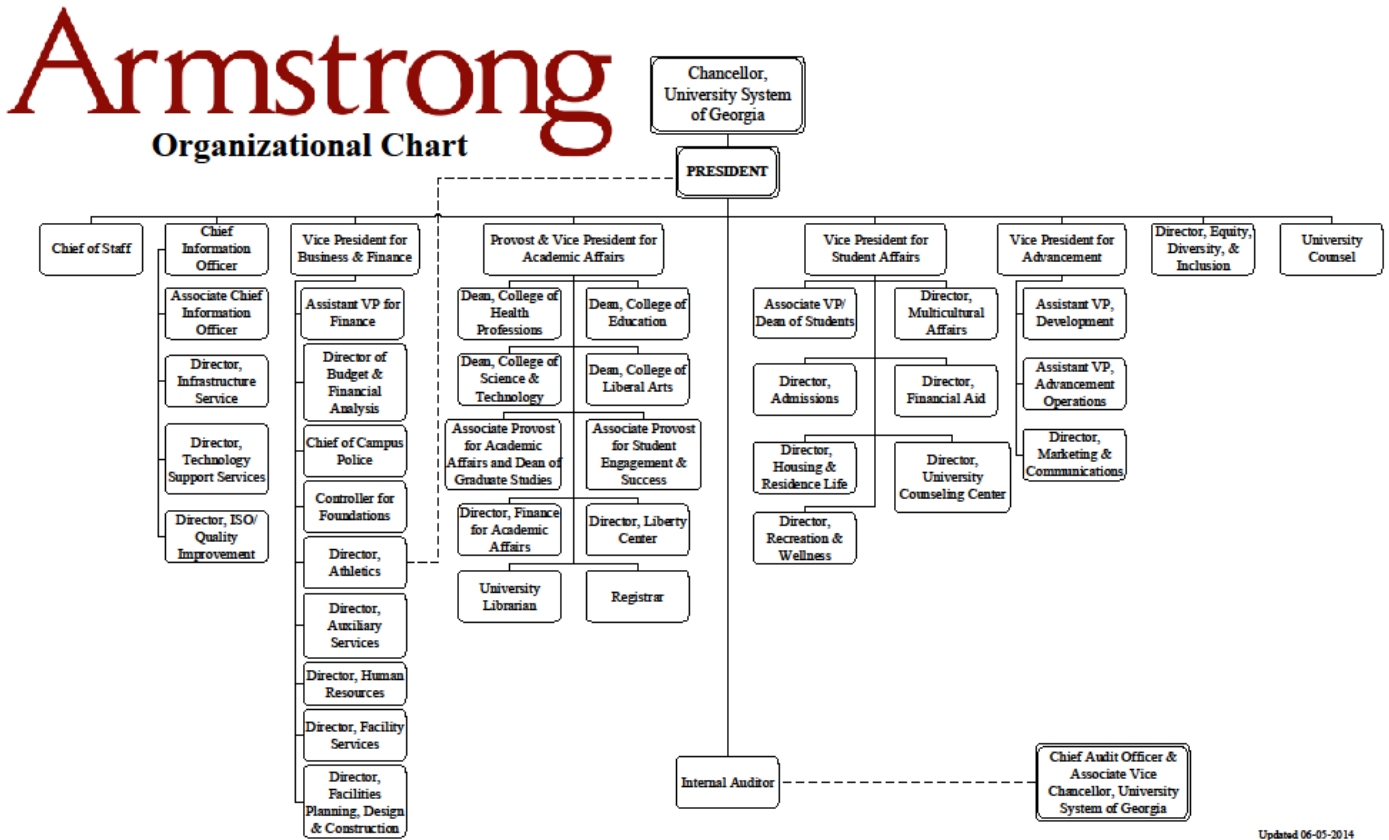 Armstrong
Organizational Chart
Chancellor,
University System
of Georgia
PRESIDENT
Chief of Staff
Chief
Information
Officer
Associate Chief
Information
Officer
Director,
Infrastructure
Service
Director,
Technology
Support Services
Director, ISO/
Quality
Improvement
Vice President for
Business & Finance
Assistant VP for
Finance
Director of
Budget &
Financial
Analysis
Chief of Campus
Police
Controller for
Foundations
Director,
Athletics
Director,
Auxiliary
Services
Director, Human
Resources
Director, Facility
Services
Director,
Facilities
Planning, Design
& Construction
Provost & Vice President for
Academic Affairs
Dean, College of
Health
Professions
Dean, College of
Education
Dean, College of
Science &
Technology
Dean, College of
Liberal Arts
Associate Provost
for Academic
Affairs and Dean of
Graduate Studies
Associate Provost
for Student
Engagement &
Success
Director, Finance
for Academic
Affairs
Director, Liberty
Center
University
Librarian
Registrar
Vice President for
Student Affairs
Associate VP/
Dean of Students
Director,
Multicultural
Affairs
Director,
Admissions
Director,
Financial Aid
Director,
Housing &
Residence Life
Director,
University
Counseling Center
Director,
Recreation &
Wellness
Vice President for
Advancement
Assistant VP,
Development
Assistant VP,
Advancement
Operations
Director,
Marketing &
Communications
Director, Equity,
Diversity, &
Inclusion
University
Counsel
Internal Auditor
Chief Audit Officer &
Associate Vice
Chancellor, University
System of Georgia
Updated 06-05-2014